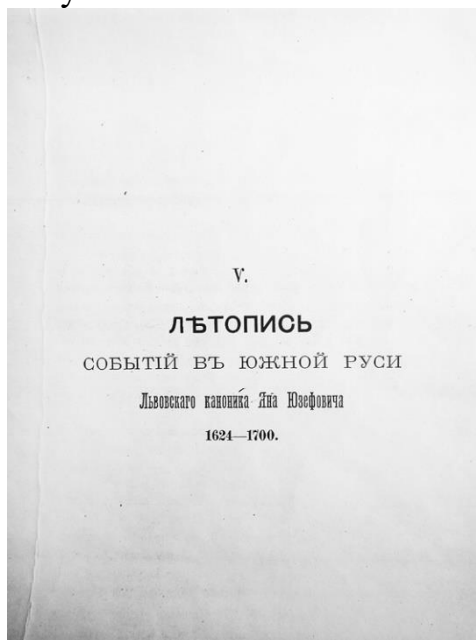 V.
ЛѢТОПИСЬ
СОБЫТІЙ ВЪ ЮЖНОЙ РУСИ
Львовскаго каноника Яна Юзефовича
1624—1700.